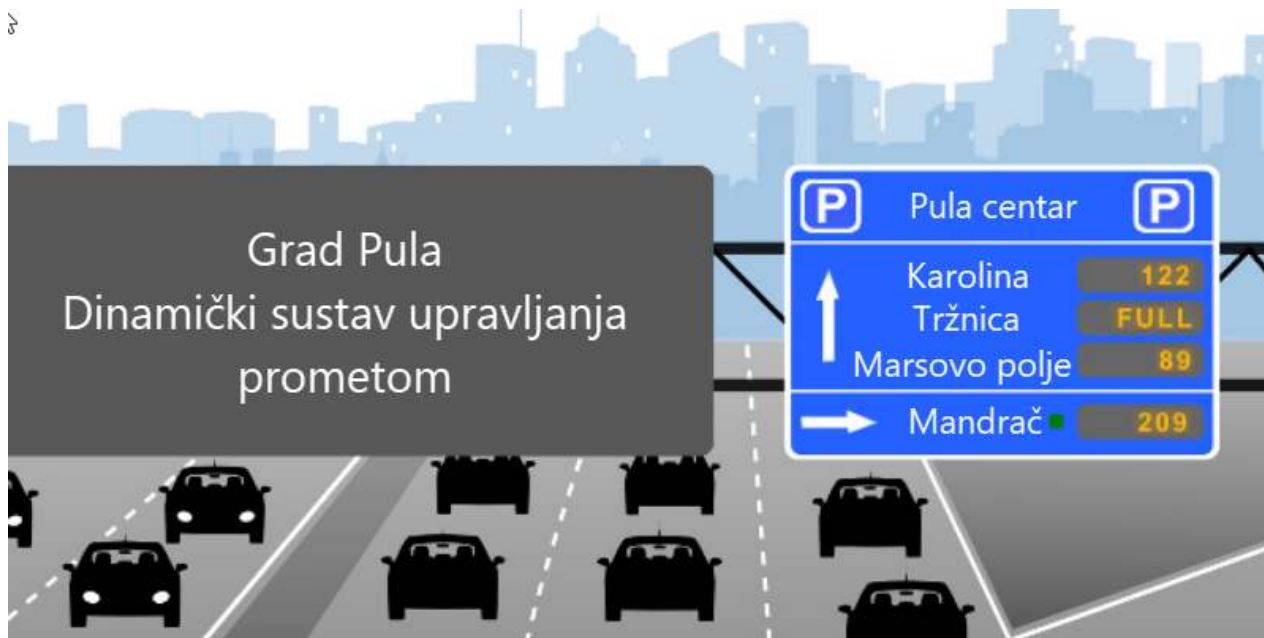 Grad Pula
Dinamički sustav upravljanja
prometom
P Pula centar P
Karolina 122
Tržnica FULL
Marsovo polje 89
Mandrač 209